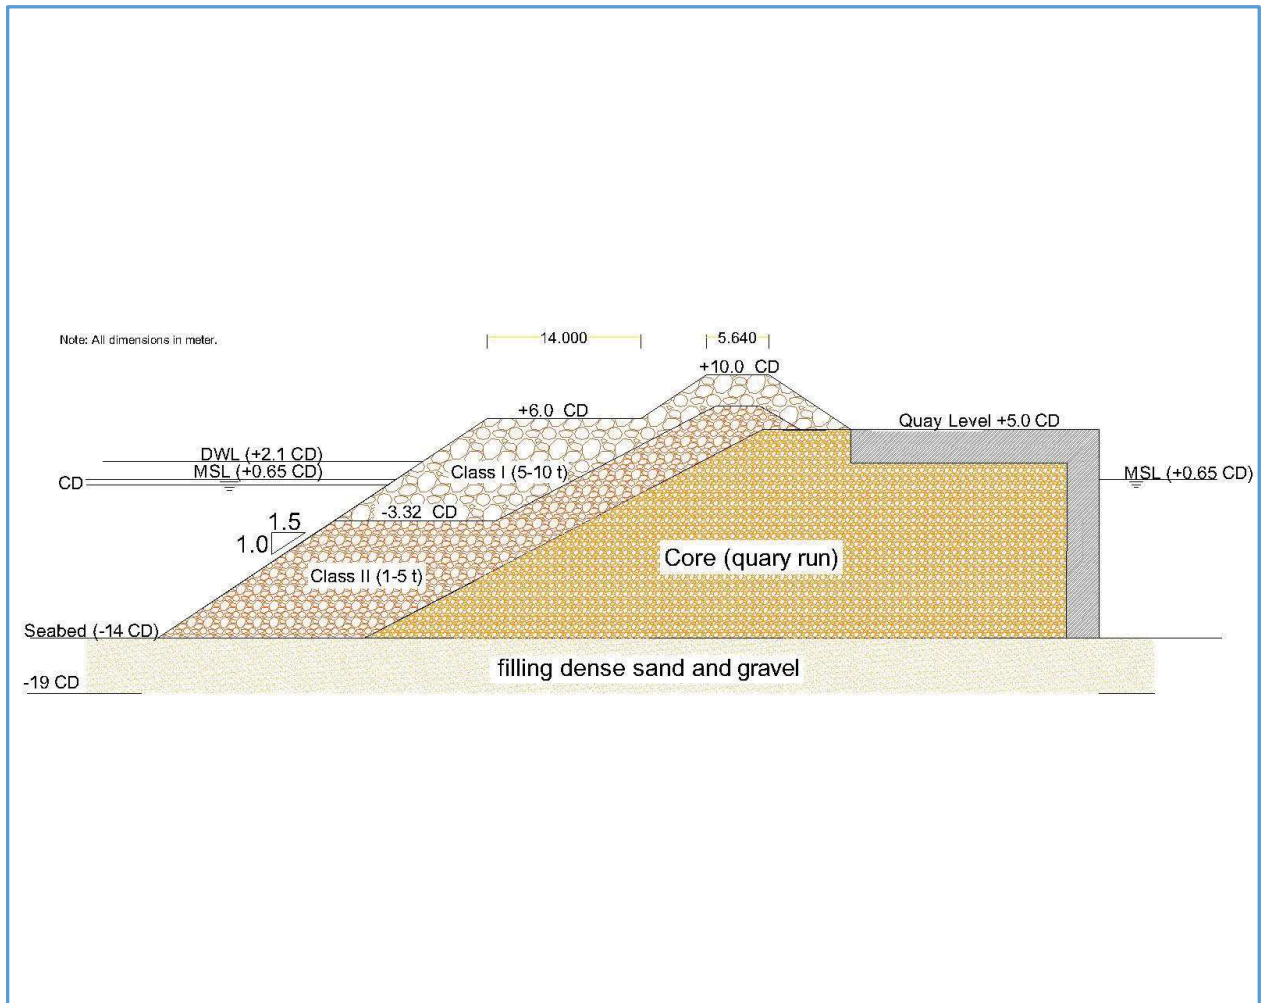 Note: All dimensions in meter.
14.000
5.640
+10.0 CD
+6.0 CD
Quay Level +5.0 CD
DWL (+2.1 CD)
MSL (+0.65 CD)
CD
Class I (5-10 t)
MSL (+0.65 CD)
-3.32 CD
1.5
1.0
Core (quary run)
Class II (1-5 t)
Seabed (-14 CD)
filling dense sand and gravel
-19 CD